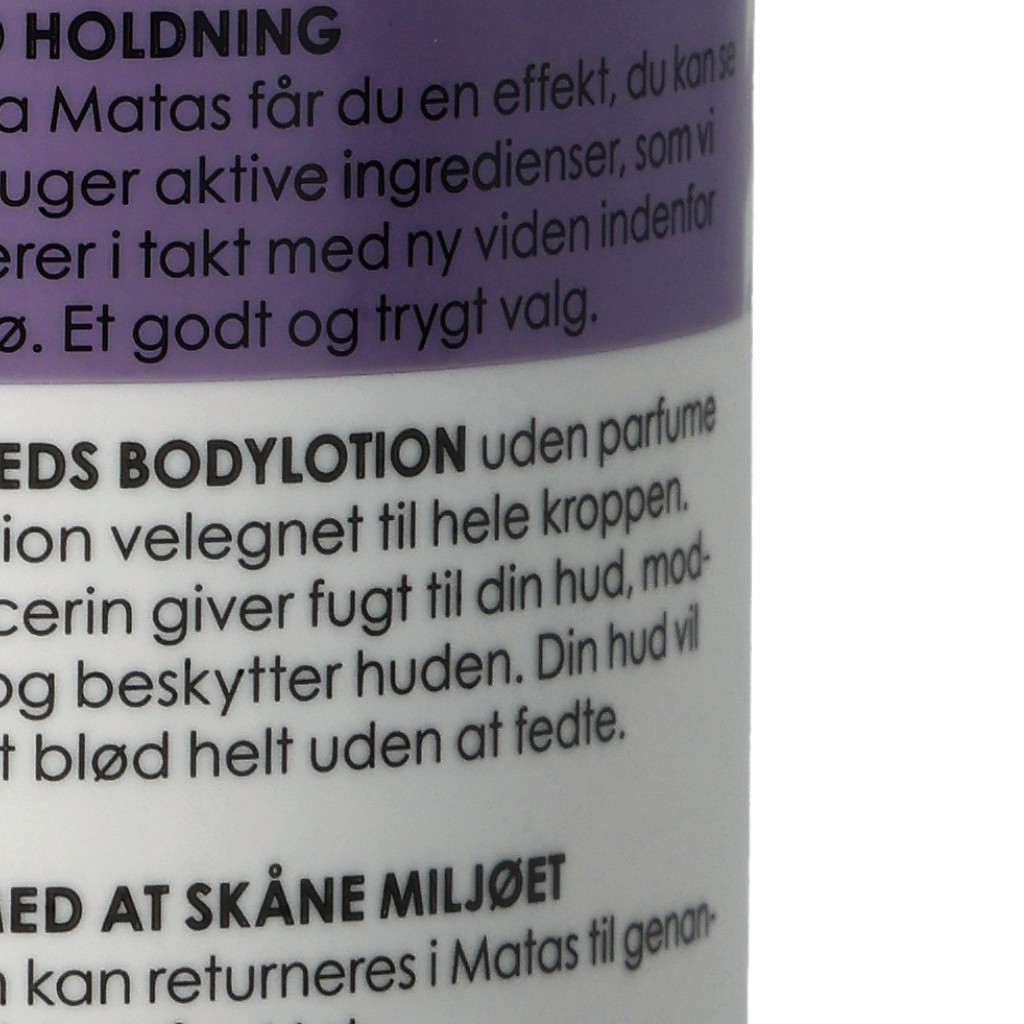 HOLDNING
Matas får du en effekt, du kan se
uger aktive ingredienser, som vi
erer i takt med ny viden indenfor
ø. Et godt og trygt valg.
EDS BODYLOTION uden parfume
ion velegnet til hele kroppen.
cerin giver fugt til din hud, mod-
og beskytter huden. Din hud vil
t blød helt uden at fedte.
MED AT SKÅNE MILJØET
kan returneres i Matas til genan-